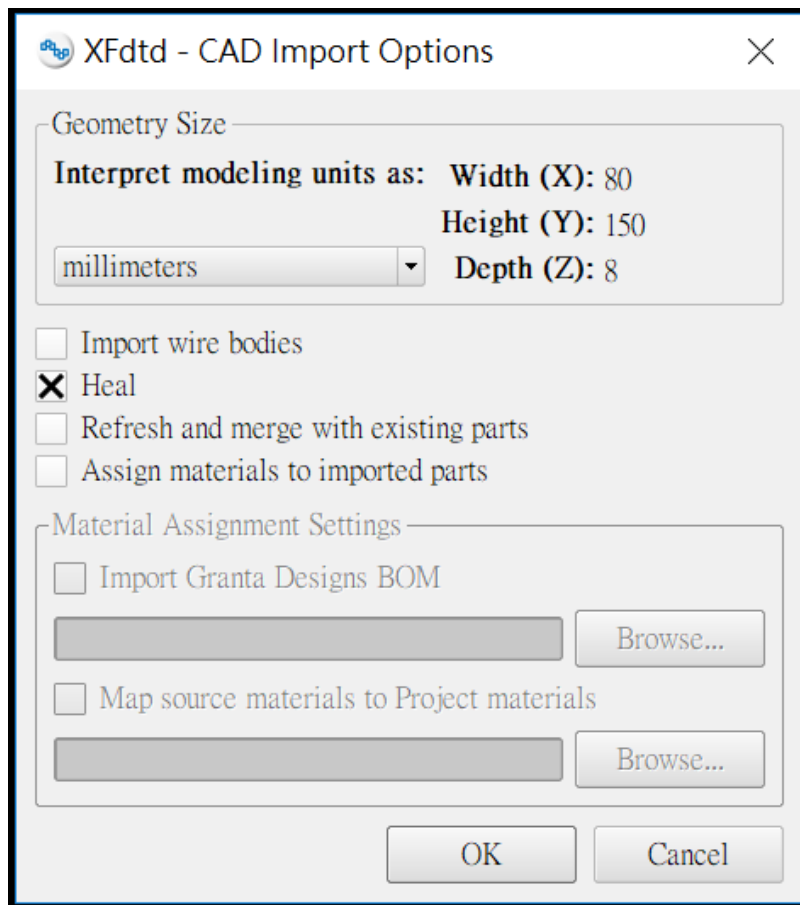 XFdtd - CAD Import Options
Geometry Size
Interpret modeling units as: Width (X): 80
Height (Y): 150
millimeters Depth (Z): 8
Import wire bodies
Heal
Refresh and merge with existing parts
Assign materials to imported parts
Material Assignment Settings
Import Granta Designs BOM
Browse...
Map source materials to Project materials
Browse...
OK Cancel